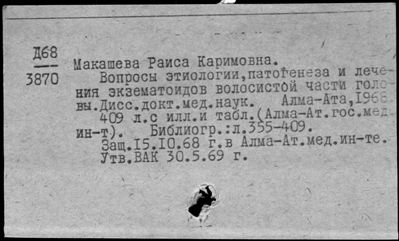 Д68
3870
Макашева Раиса Каримовна.
Вопросы этиологии,патогенеза и лече-
ния экзематоидов волосистой части голо-
вы.Дисс.докт.мед.наук. Алма-Ата,1968.
409 л.с илл.и табл.(Алма-Ат.гос.мед.
ин-т). Библиогр.:л.355-409.
Защ.15.10.68 г.в Алма-Ат.мед.ин-те.
Утв.ВАК 30.5.69 г.